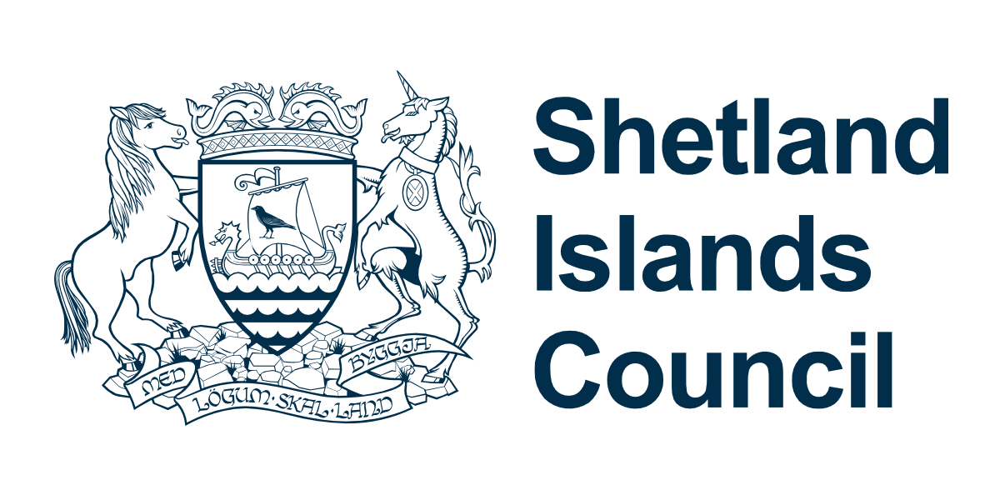 MED
LÖGUM·SKAL·LAND
BYGGJA
Shetland
Islands
Council